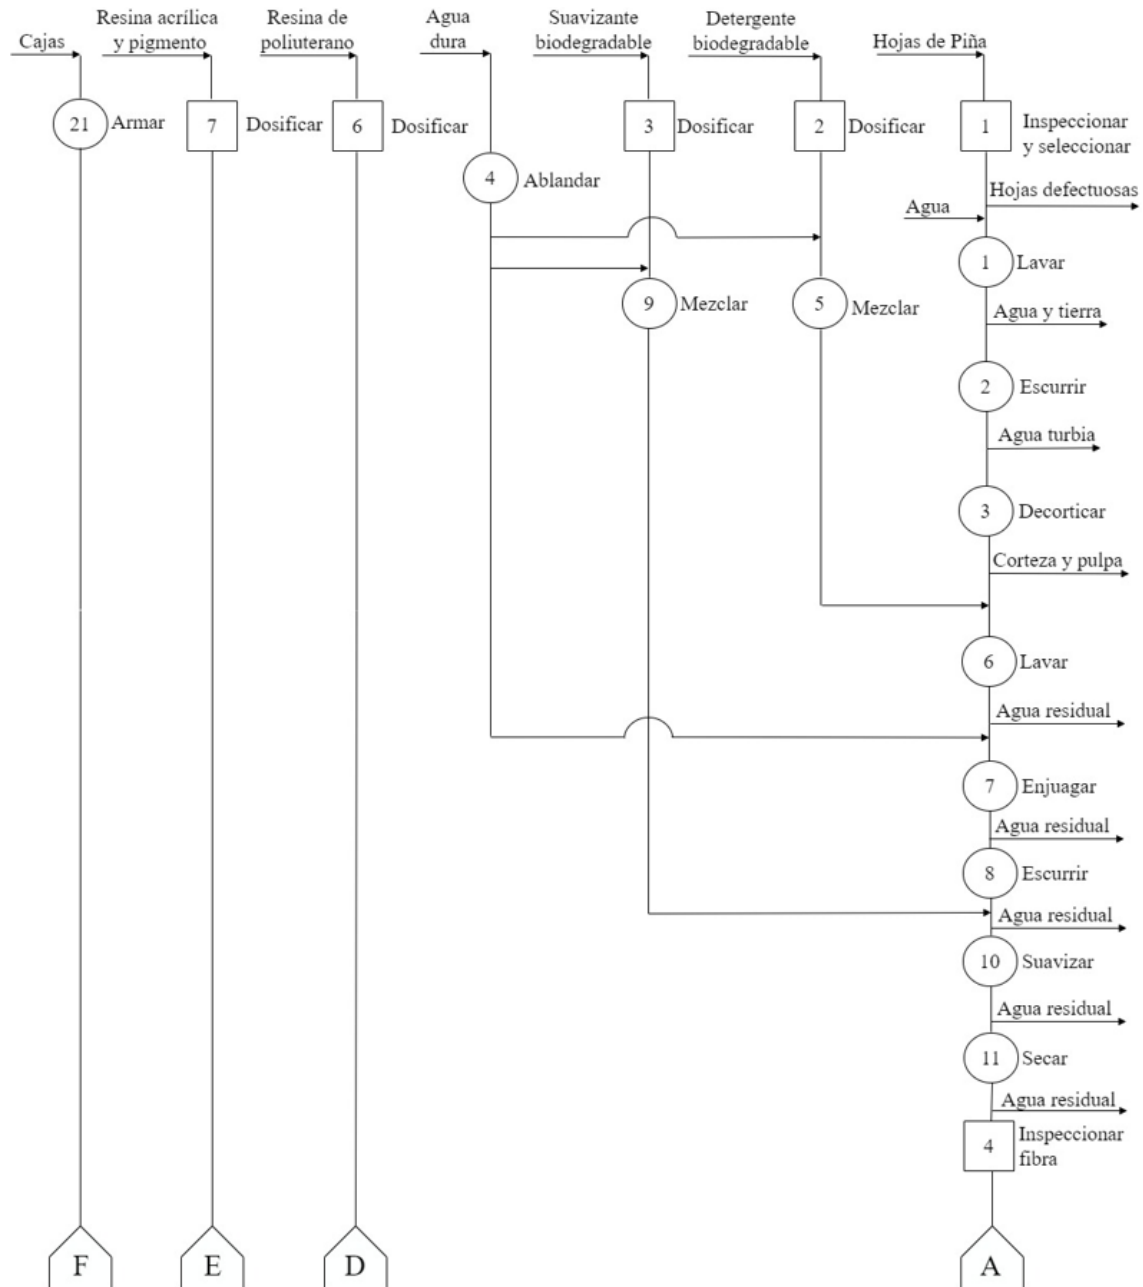 Cajas
Resina acrílica
y pigmento
Resina de
poliuterano
Agua
dura
Suavizante
biodegradable
Detergente
biodegradable
Hojas de Piña
21
Armar
7
Dosificar
6
Dosificar
3
Dosificar
2
Dosificar
1
Inspeccionar
y seleccionar
4
Ablandar
Hojas defectuosas
Agua
1
Lavar
9
Mezclar
5
Mezclar
Agua y tierra
2
Escurrir
Agua turbia
3
Decorticar
Corteza y pulpa
6
Lavar
Agua residual
7
Enjuagar
Agua residual
8
Escurrir
Agua residual
10
Suavizar
Agua residual
11
Secar
Agua residual
4
Inspeccionar
fibra
F
E
D
A